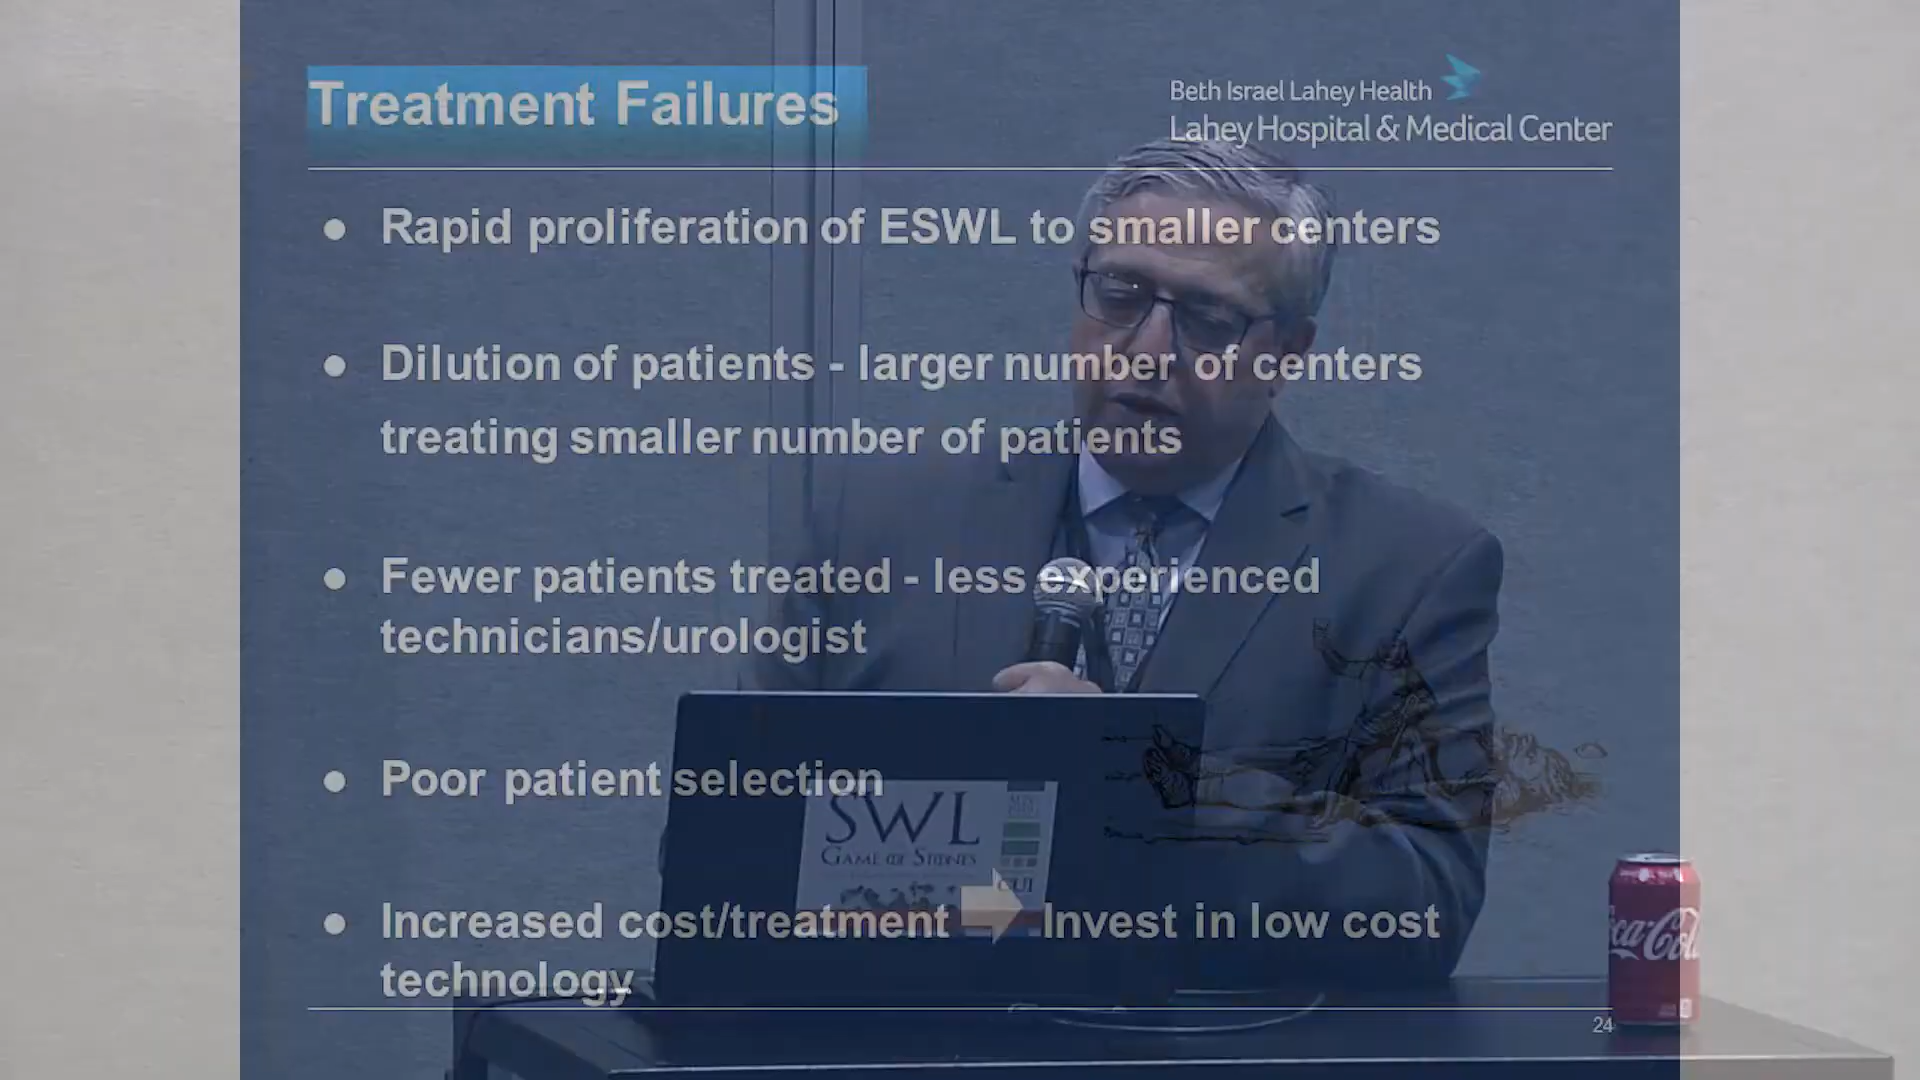 Treatment Failures
Beth Israel Lahey Health
Lahey Hospital & Medical Center
● Rapid proliferation of ESWL to smaller centers
● Dilution of patients - larger number of centers
treating smaller number of patients
● Fewer patients treated - less experienced
technicians/urologist
● Poor patient selection
SWL
GAME OF STONES
● Increased cost/treatment Invest in low cost
technology
24